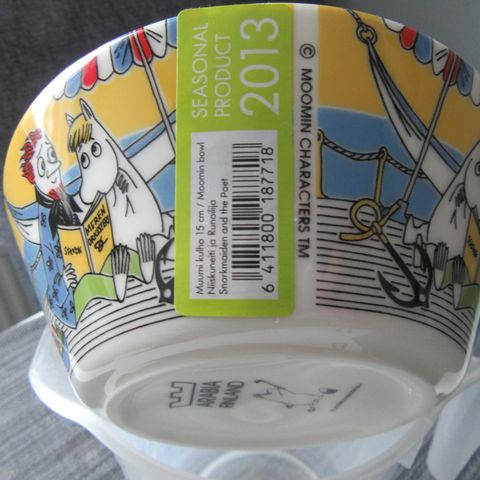 SEASONAL
PRODUCT
2013
Muumi kulho 15 cm / Moomin bowl
Niiskuneiti ja Runoilija
Snorkmaiden and the Poet
6 411800 187718
© MOOMIN CHARACTERS TM
MEREN
ARABIA
FINLAND